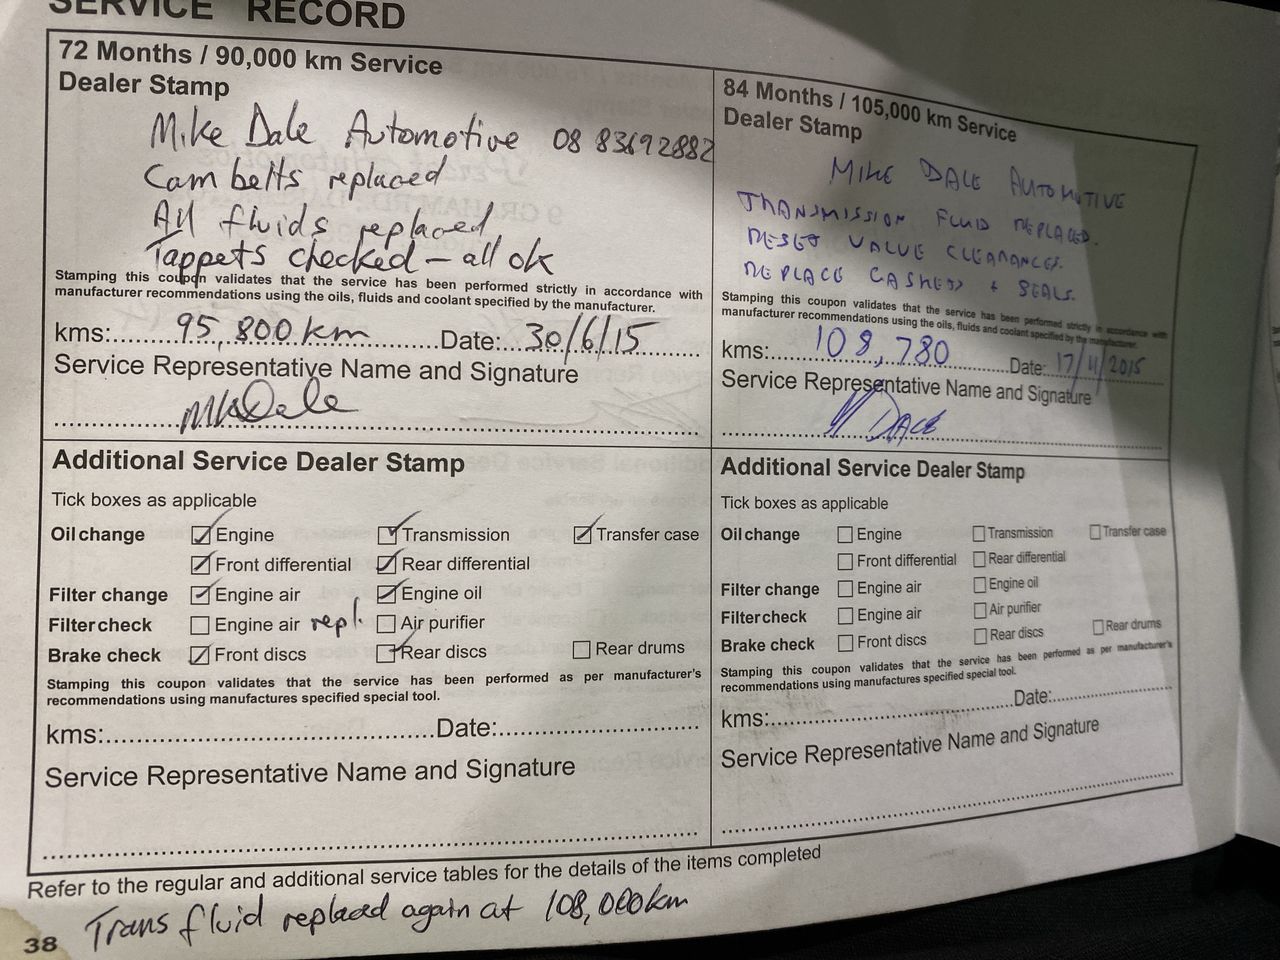 SERVICE RECORD
72 Months / 90,000 km Service
Dealer Stamp
Mike Dale Automotive 08 83692882
Cam belts replaced
All fluids replaced
Tappets checked – all ok
Stamping this coupon validates that the service has been performed strictly in accordance with
manufacturer recommendations using the oils, fluids and coolant specified by the manufacturer.
kms: 95,800km Date: 30/6/15
Service Representative Name and Signature
MDale
Additional Service Dealer Stamp
Tick boxes as applicable
Oil change Engine Transmission Transfer case
Front differential Rear differential
Filter change Engine air Engine oil
Filter check Engine air repl. Air purifier
Brake check Front discs Rear discs Rear drums
Stamping this coupon validates that the service has been performed as per manufacturer's
recommendations using manufactures specified special tool.
kms: Date:
Service Representative Name and Signature
84 Months / 105,000 km Service
Dealer Stamp
MIKE DALE AUTOMOTIVE
TRANSMISSION FLUID REPLACED.
RESET VALUE CLEARANCES.
REPLACE GASKETS + SEALS.
Stamping this coupon validates that the service has been performed strictly in accordance with
manufacturer recommendations using the oils, fluids and coolant specified by the manufacturer.
kms: 108,780 Date: 17/11/2015
Service Representative Name and Signature
M DALE
Additional Service Dealer Stamp
Tick boxes as applicable
Oil change Engine Transmission Transfer case
Front differential Rear differential
Filter change Engine air Engine oil
Filter check Engine air Air purifier
Brake check Front discs Rear discs Rear drums
Stamping this coupon validates that the service has been performed as per manufacturer's
recommendations using manufactures specified special tool.
kms: Date:
Service Representative Name and Signature
Refer to the regular and additional service tables for the details of the items completed
Trans fluid replaced again at 108,000km
38